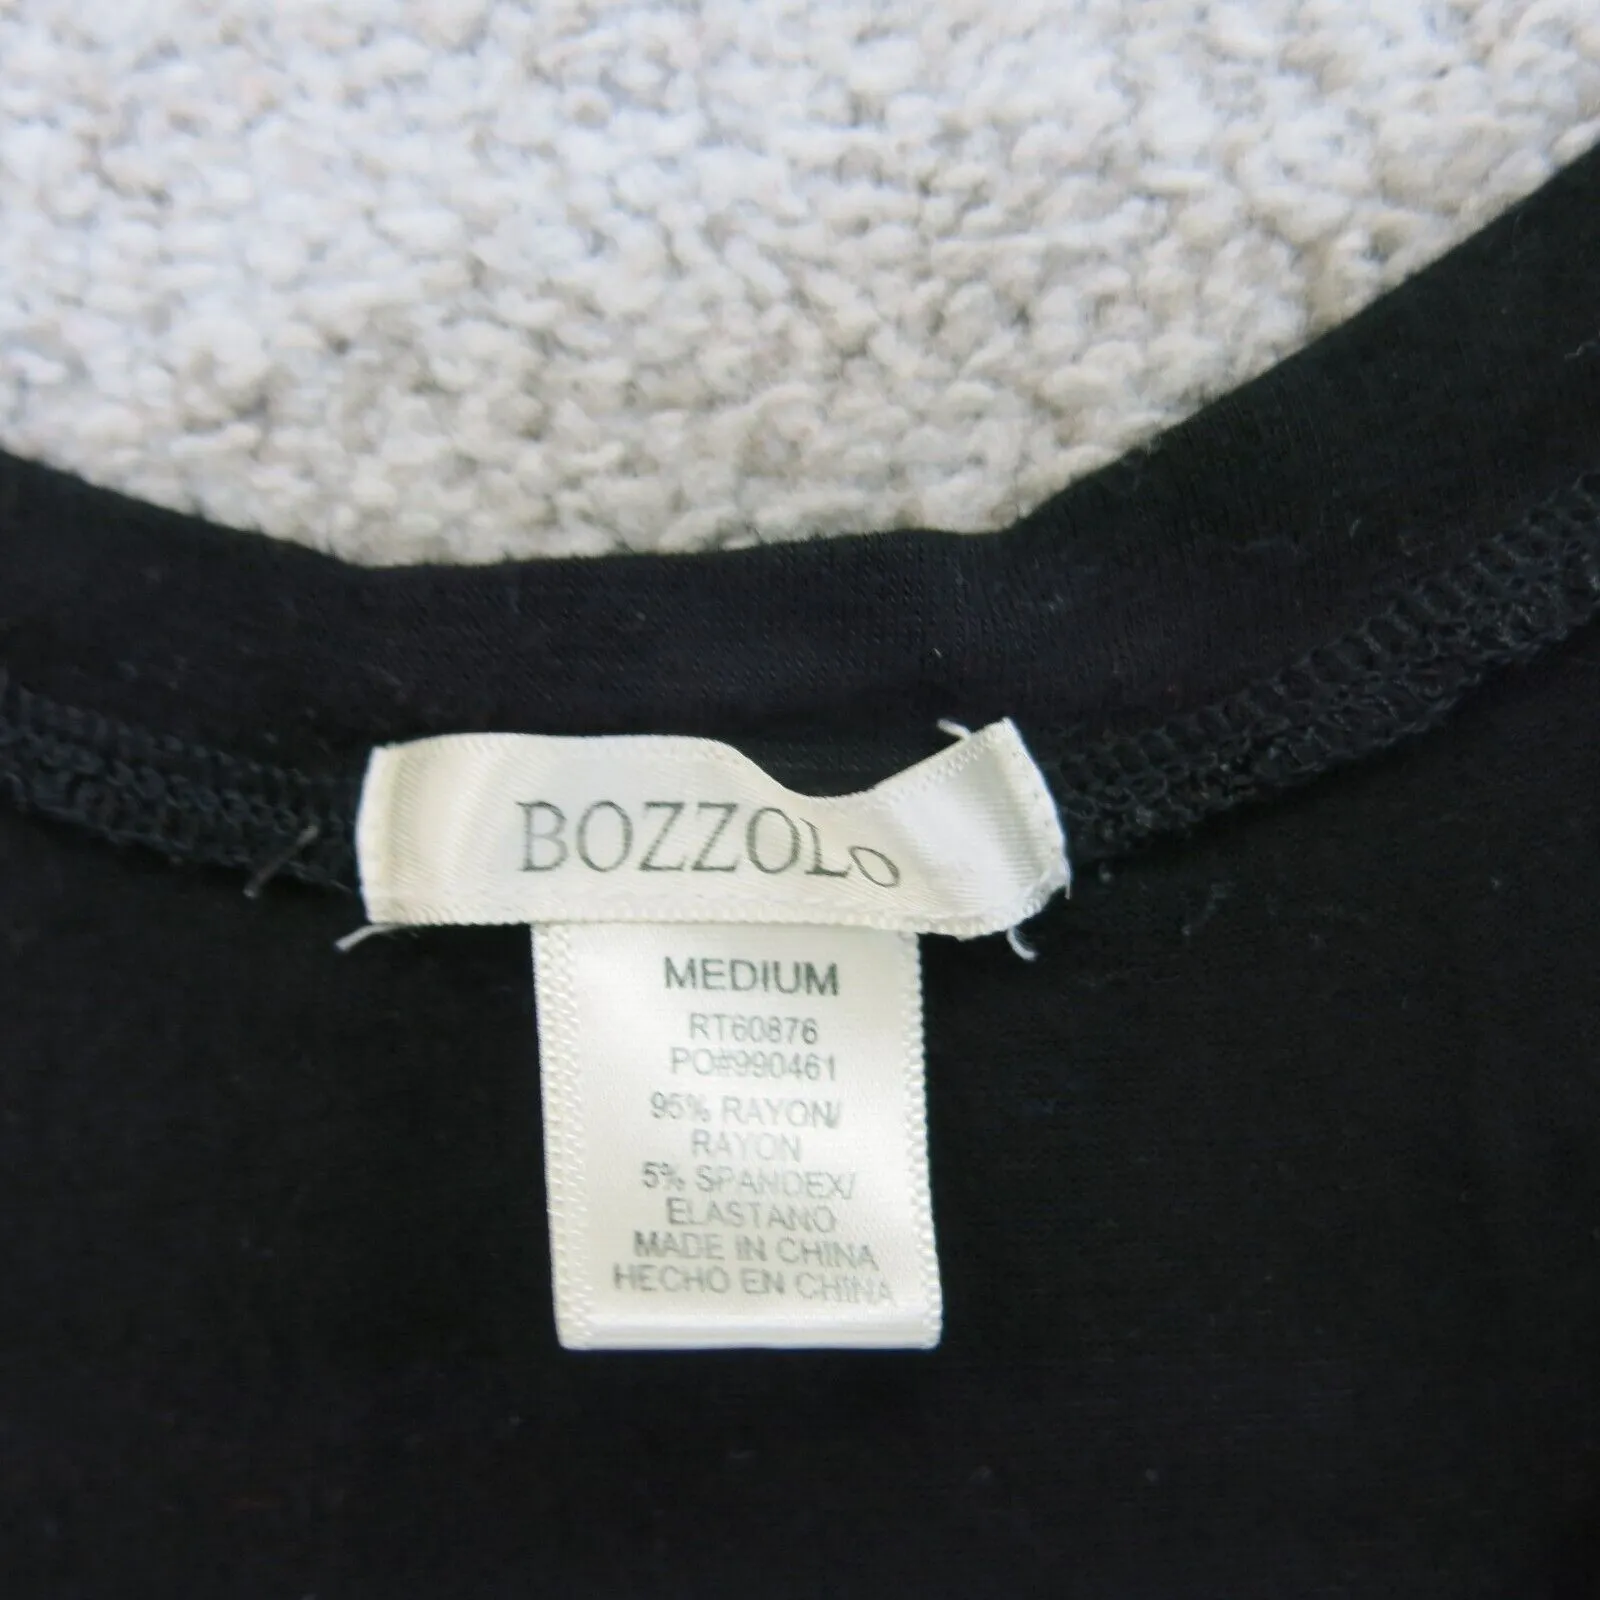 BOZZOLO
MEDIUM
RT60876
PO#990461
95% RAYON/
RAYON
5% SPANDEX/
ELASTANO
MADE IN CHINA
HECHO EN CHINA